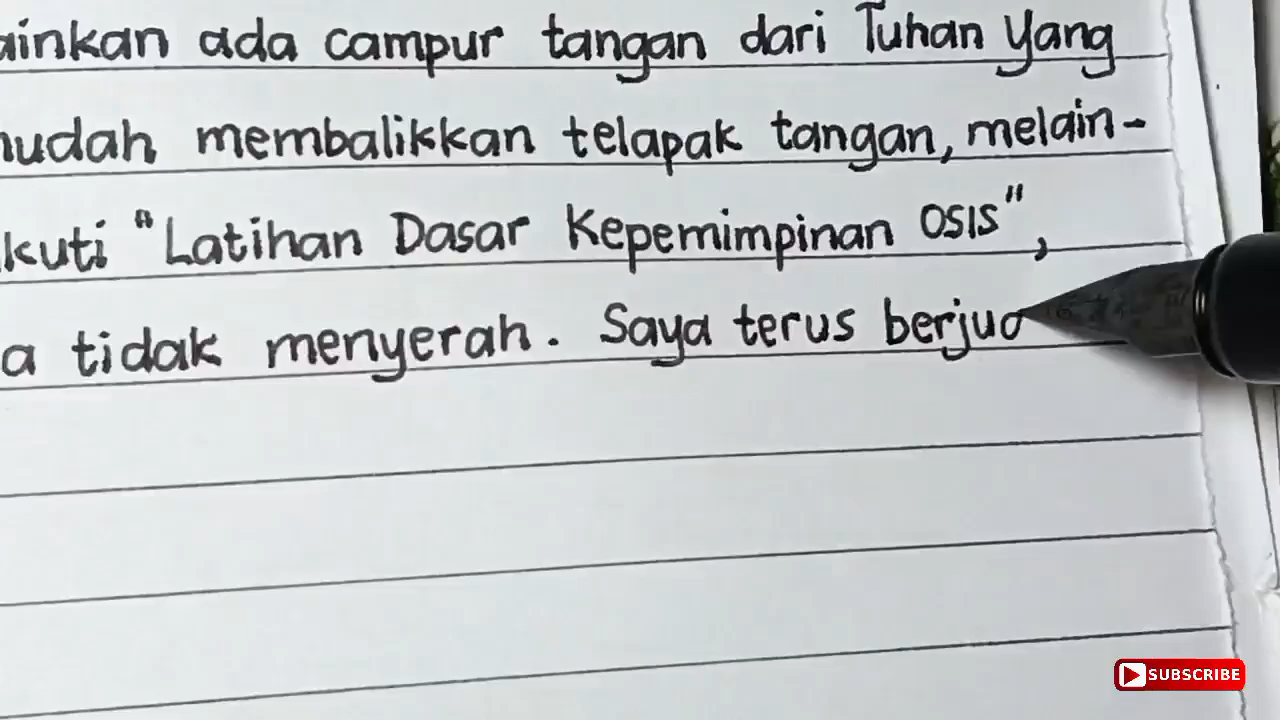 ainkan ada campur tangan dari Tuhan Yang
udah membalikkan telapak tangan, melain-
kuti "Latihan Dasar Kepemimpinan OSIS",
a tidak menyerah. Saya terus berjua
SUBSCRIBE